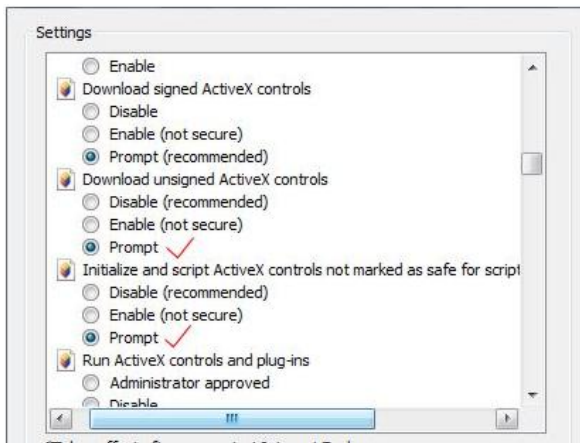 Settings
Enable
Download signed ActiveX controls
Disable
Enable (not secure)
Prompt (recommended)
Download unsigned ActiveX controls
Disable (recommended)
Enable (not secure)
Prompt
Initialize and script ActiveX controls not marked as safe for script
Disable (recommended)
Enable (not secure)
Prompt
Run ActiveX controls and plug-ins
Administrator approved
Disable